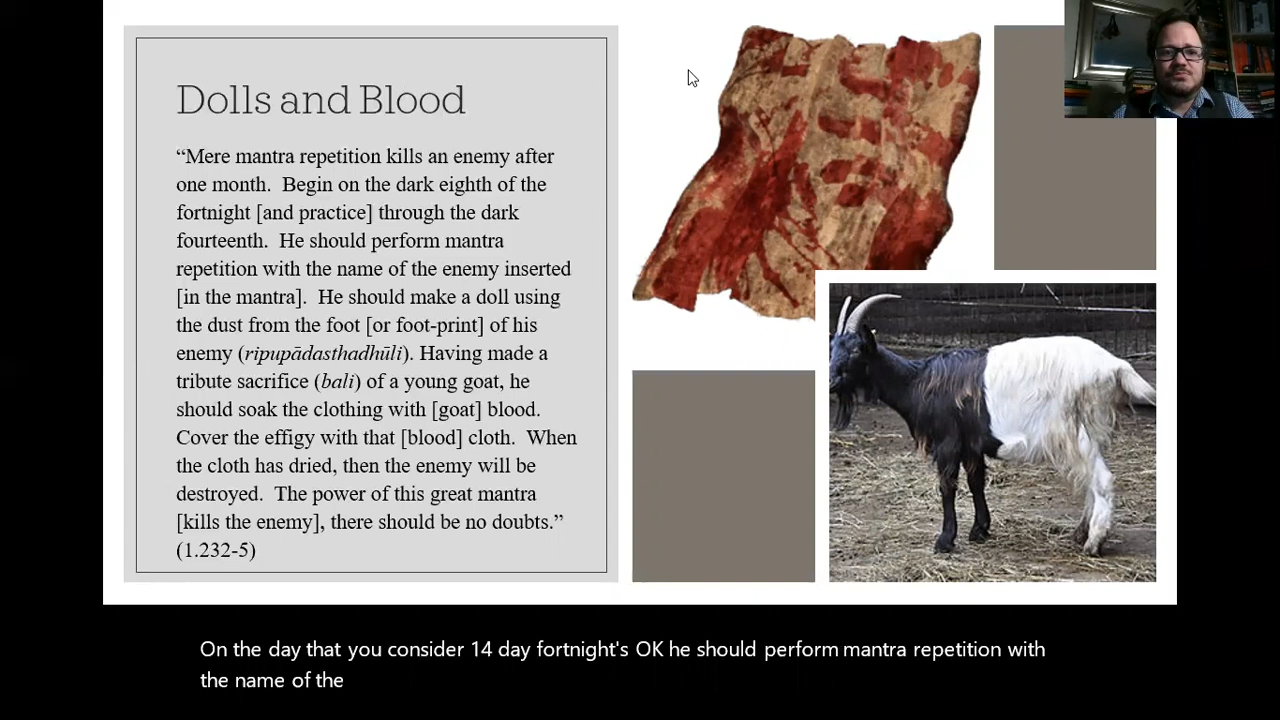 Dolls and Blood
“Mere mantra repetition kills an enemy after
one month.  Begin on the dark eighth of the
fortnight [and practice] through the dark
fourteenth.  He should perform mantra
repetition with the name of the enemy inserted
[in the mantra].  He should make a doll using
the dust from the foot [or foot-print] of his
enemy (ripupādasthadhūli). Having made a
tribute sacrifice (bali) of a young goat, he
should soak the clothing with [goat] blood.
Cover the effigy with that [blood] cloth.  When
the cloth has dried, then the enemy will be
destroyed.  The power of this great mantra
[kills the enemy], there should be no doubts.”
(1.232-5)
On the day that you consider 14 day fortnight's OK he should perform mantra repetition with
the name of the